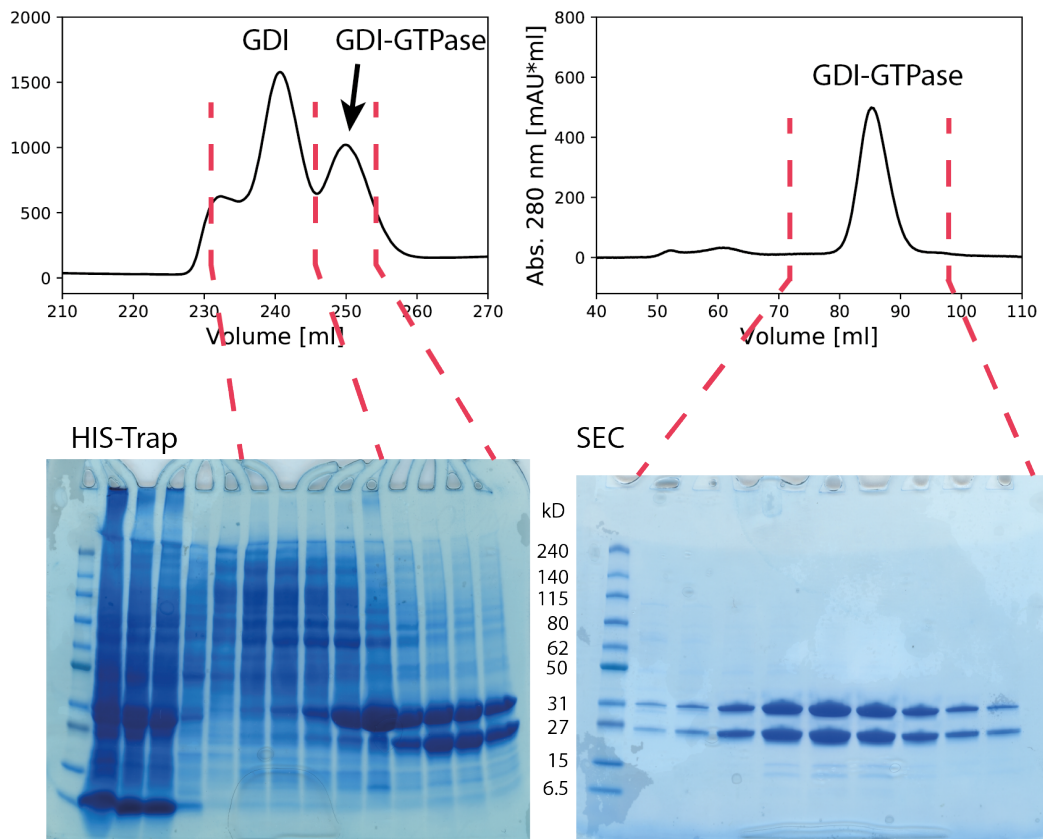 2000
1500
1000
500
0
210 220 230 240 250 260 270
Volume [ml]
GDI
GDI-GTPase
800
600
400
200
0
40 50 60 70 80 90 100 110
Volume [ml]
Abs. 280 nm [mAU*ml]
GDI-GTPase
HIS-Trap
SEC
kD
240
140
115
80
62
50
31
27
15
6.5